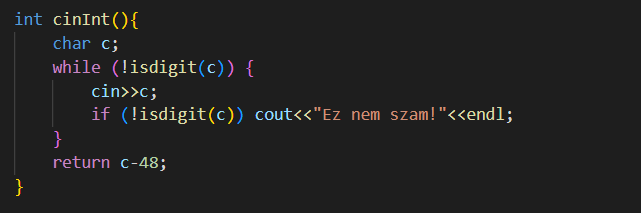 int cinInt(){
char c;
while (!isdigit(c)) {
cin>>c;
if (!isdigit(c)) cout<<"Ez nem szam!"<<endl;
}
return c-48;
}